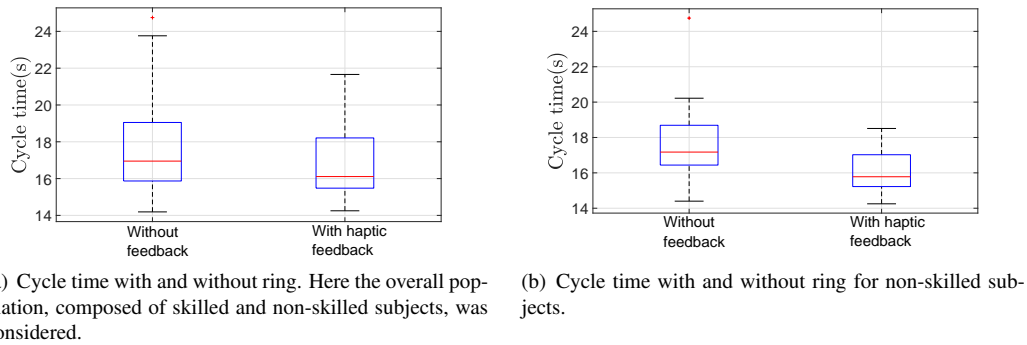 24
22
20
18
16
14
Cycle time(s)
Without
feedback
With haptic
feedback
) Cycle time with and without ring. Here the overall pop-
lation, composed of skilled and non-skilled subjects, was
onsidered.
24
22
20
18
16
14
Cycle time(s)
Without
feedback
With haptic
feedback
(b) Cycle time with and without ring for non-skilled sub-
jects.